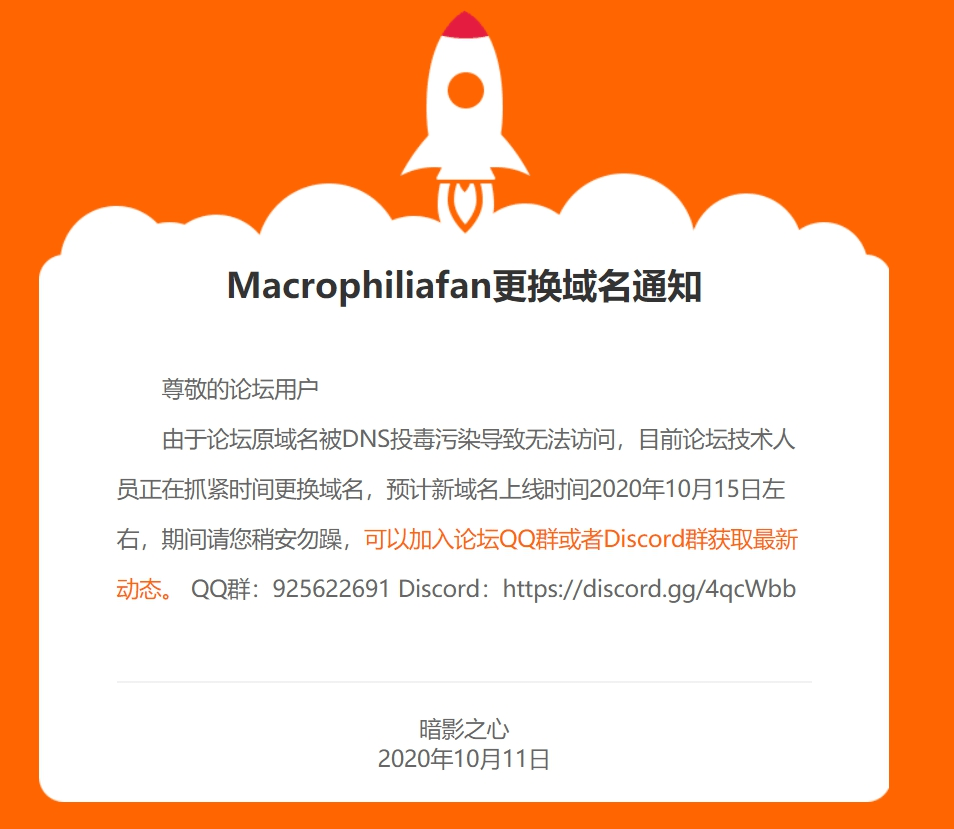 Macrophiliafan更换域名通知
尊敬的论坛用户
由于论坛原域名被DNS投毒污染导致无法访问，目前论坛技术人
员正在抓紧时间更换域名，预计新域名上线时间2020年10月15日左
右，期间请您稍安勿躁，可以加入论坛QQ群或者Discord群获取最新
动态。 QQ群：925622691 Discord：https://discord.gg/4qcWbb
暗影之心
2020年10月11日